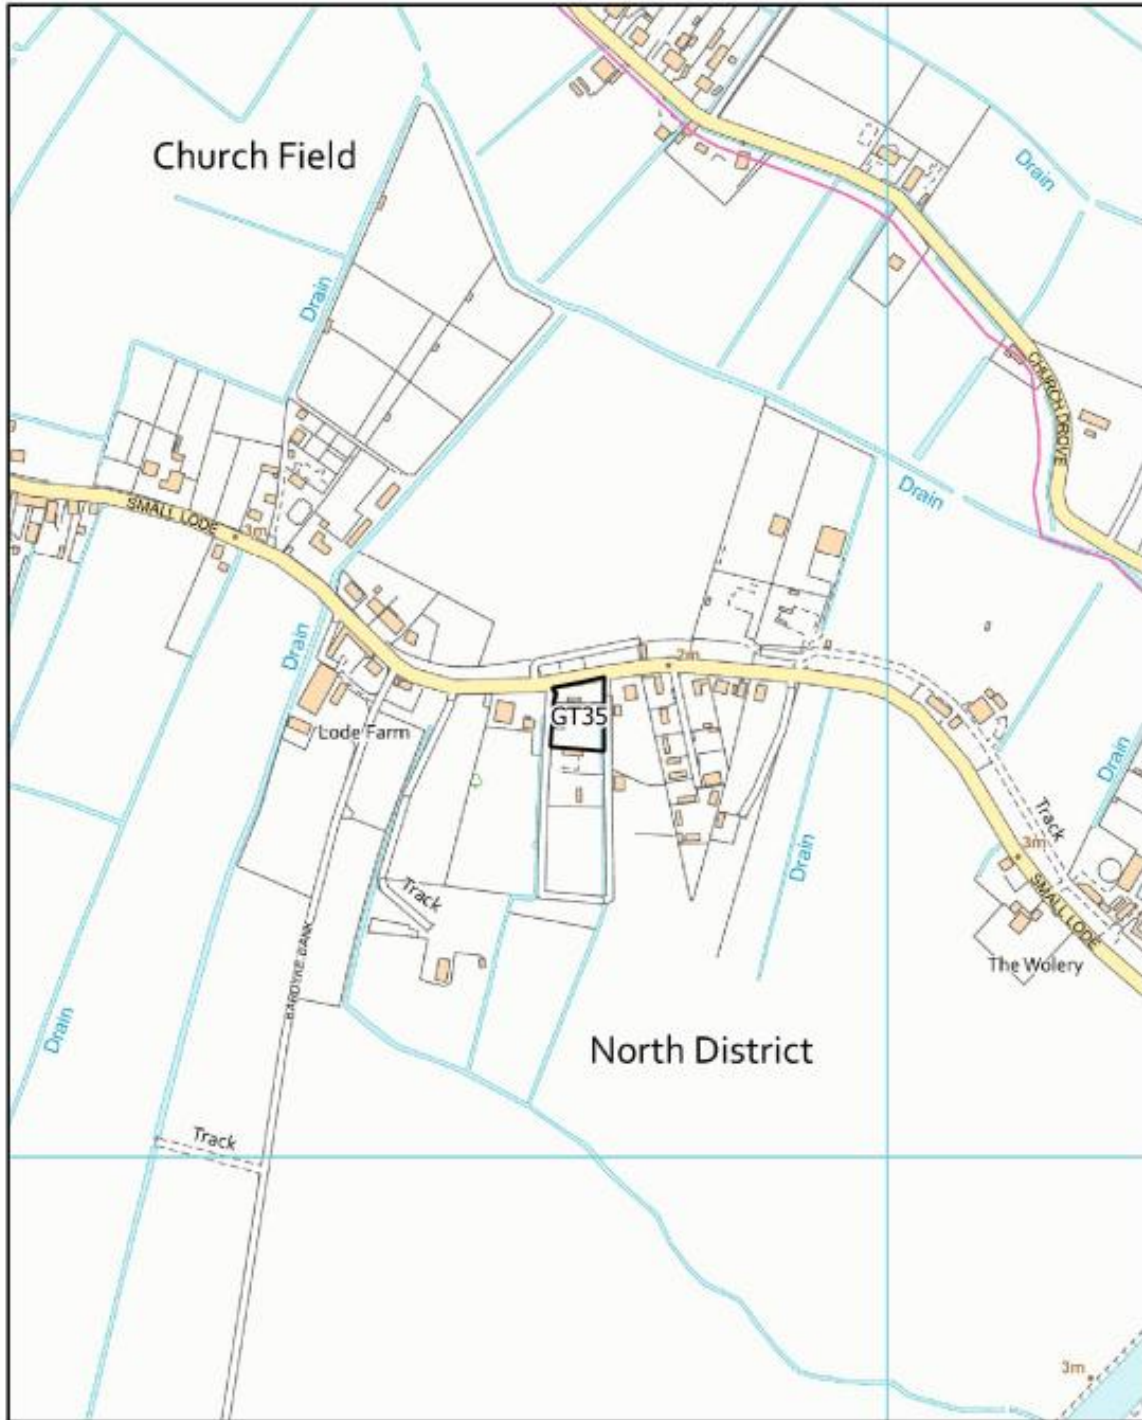 Church Field
Drain
Drain
CHURCH DROVE
Drain
SMALL LODE
3m
Drain
2m
GT35
Lode Farm
Drain
Drain
Track
3m
Track
SMALL LODE
BARDYKE BANK
The Wolery
Drain
North District
Track
3m